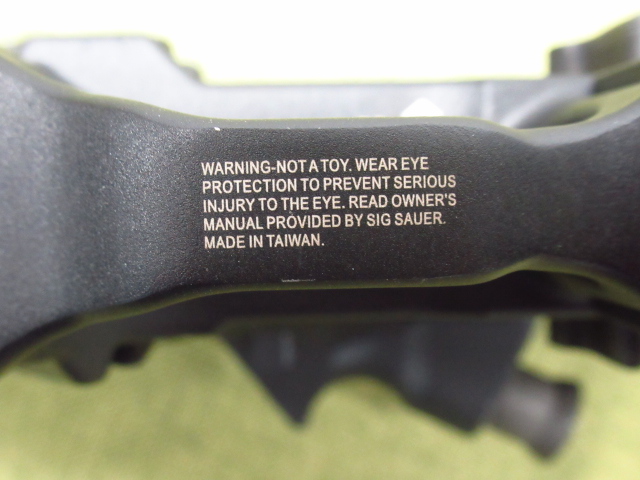 WARNING-NOT A TOY. WEAR EYE
PROTECTION TO PREVENT SERIOUS
INJURY TO THE EYE. READ OWNER'S
MANUAL PROVIDED BY SIG SAUER.
MADE IN TAIWAN.